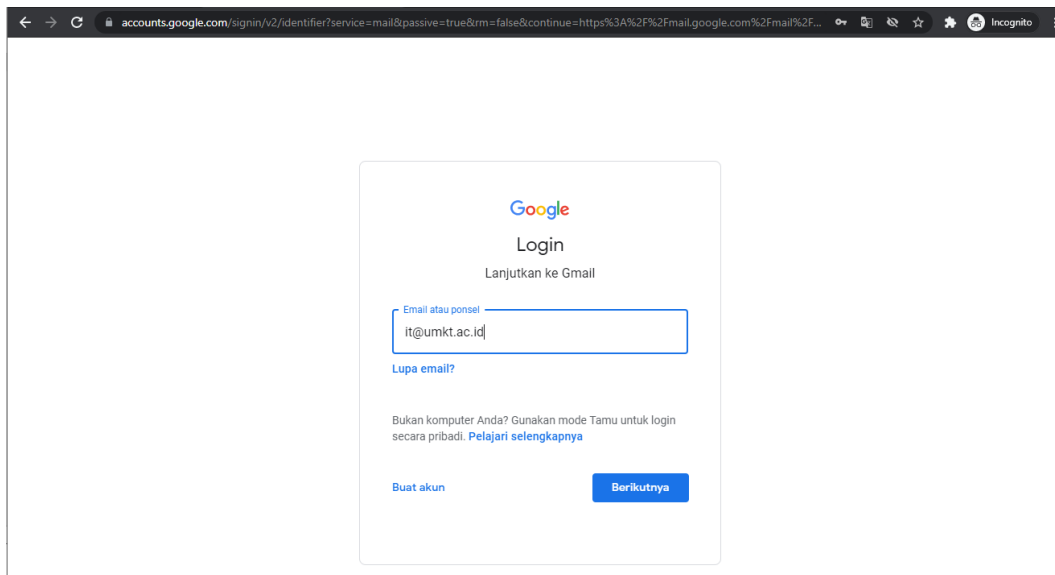 accounts.google.com/signin/v2/identifier?service=mail&passive=true&rm=false&continue=https%3A%2F%2Fmail.google.com%2Fmail%2F...
Incognito
Google
Login
Lanjutkan ke Gmail
Email atau ponsel
it@umkt.ac.id
Lupa email?
Bukan komputer Anda? Gunakan mode Tamu untuk login
secara pribadi. Pelajari selengkapnya
Buat akun
Berikutnya